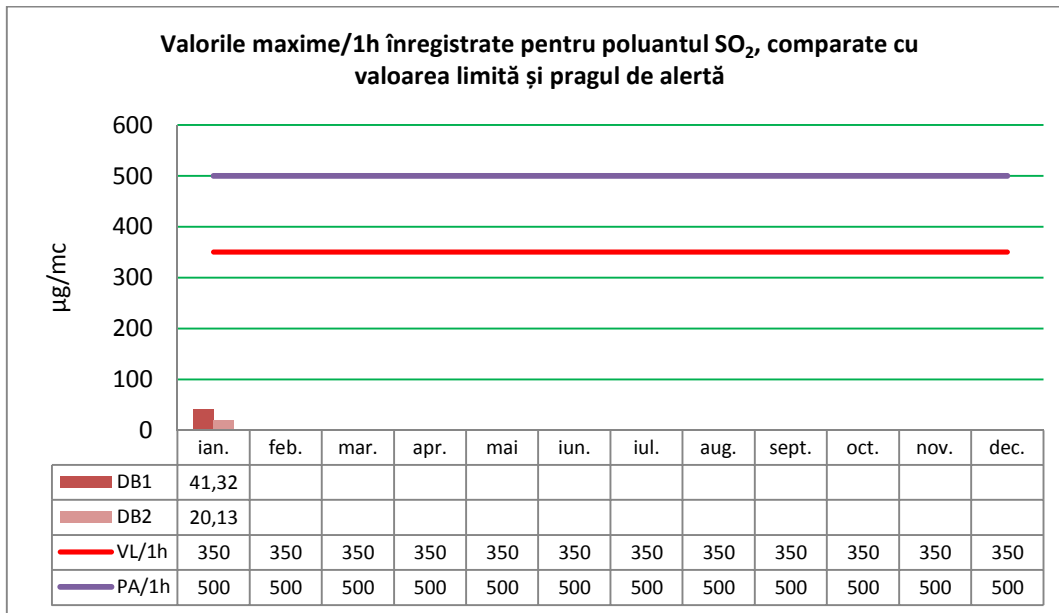 Valorile maxime/1h înregistrate pentru poluantul SO₂, comparate cu
valoarea limită și pragul de alertă
600
500
400
300
200
100
0
µg/mc
ian. feb. mar. apr. mai iun. iul. aug. sept. oct. nov. dec.
DB1 41,32
DB2 20,13
VL/1h 350 350 350 350 350 350 350 350 350 350 350 350
PA/1h 500 500 500 500 500 500 500 500 500 500 500 500